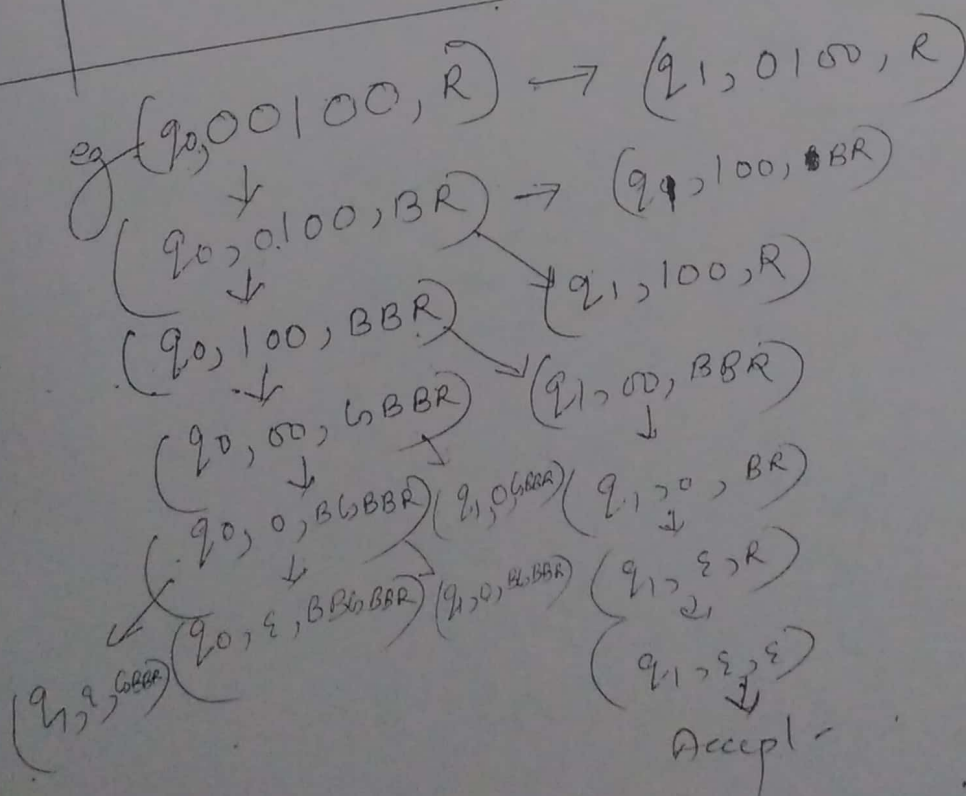 eg (q0, 00100, R) → (q1, 0100, R)
↓
(q0, 0100, BR) → (q1, 100, BR)
↓ (q1, 100, R)
(q0, 100, BBR)
↓ (q1, 00, BBR)
(q0, 00, GBBR) ↓
↓ (q1, 0, BR)
(q0, 0, BGBBR) (q1, 0, GBBR) ↓
↓ (q1, ε, R)
(q0, ε, BBGBBR) (q1, 0, BGBBR) ↓
(q1, ε, GBBR) (q1, ε, ε)
↓
Accept